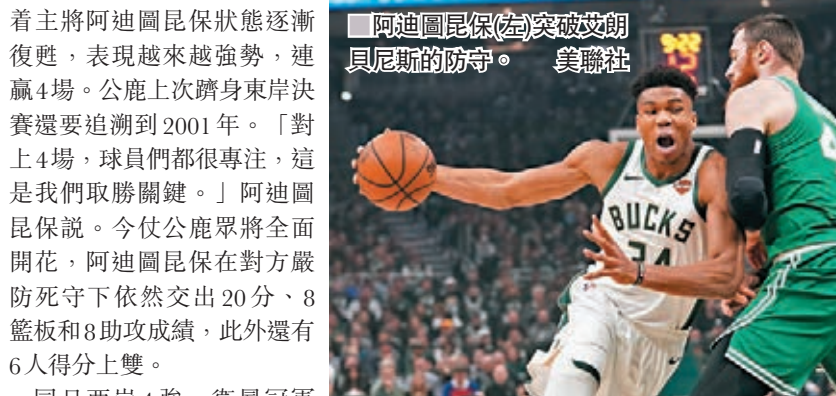 着主將阿迪圖昆保狀態逐漸
復甦，表現越來越強勢，連
贏4場。公鹿上次躋身東岸決
賽還要追溯到2001年。「對
上4場，球員們都很專注，這
是我們取勝關鍵。」阿迪圖
昆保説。今仗公鹿眾將全面
開花，阿迪圖昆保在對方嚴
防死守下依然交出20分、8
籃板和8助攻成績，此外還有
6人得分上雙。
■阿迪圖昆保(左)突破艾朗
貝尼斯的防守。 美聯社
9:22
12
BUCKS
34